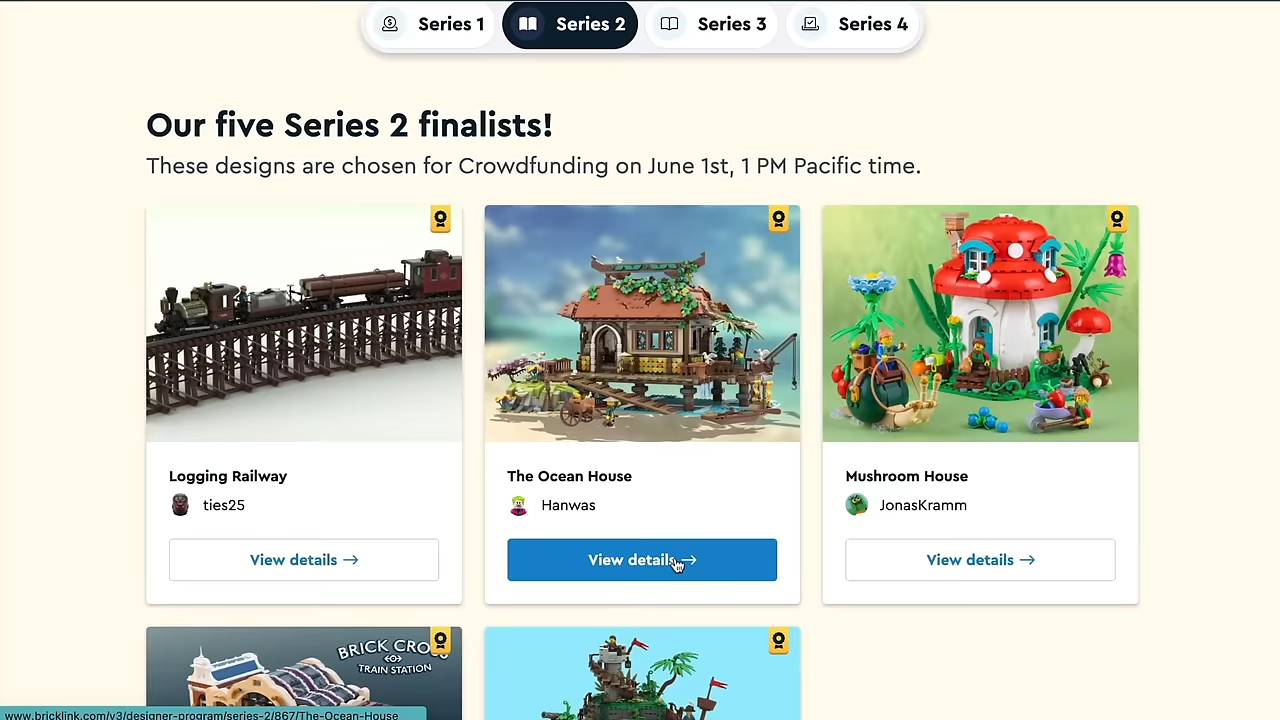 Series 1
Series 2
Series 3
Series 4
Our five Series 2 finalists!
These designs are chosen for Crowdfunding on June 1st, 1 PM Pacific time.
Logging Railway
ties25
View details →
The Ocean House
Hanwas
View details →
Mushroom House
JonasKramm
View details →
BRICK CRO
TRAIN STATION
www.bricklink.com/v3/designer-program/series-2/867/The-Ocean-House